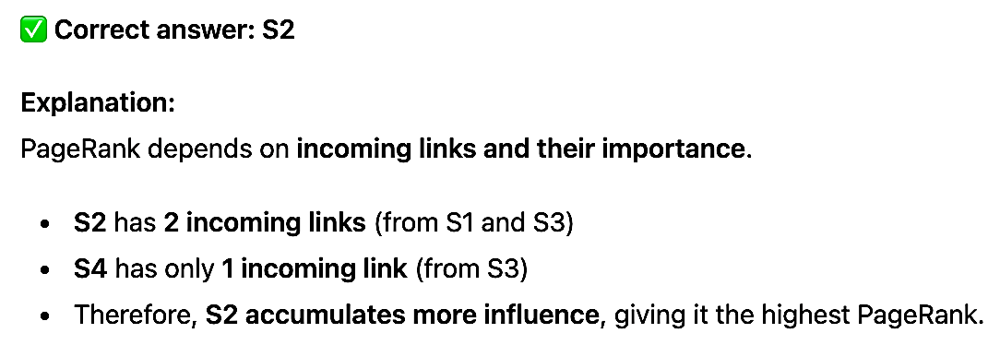 ✅ Correct answer: S2
Explanation:
PageRank depends on incoming links and their importance.
• S2 has 2 incoming links (from S1 and S3)
• S4 has only 1 incoming link (from S3)
• Therefore, S2 accumulates more influence, giving it the highest PageRank.